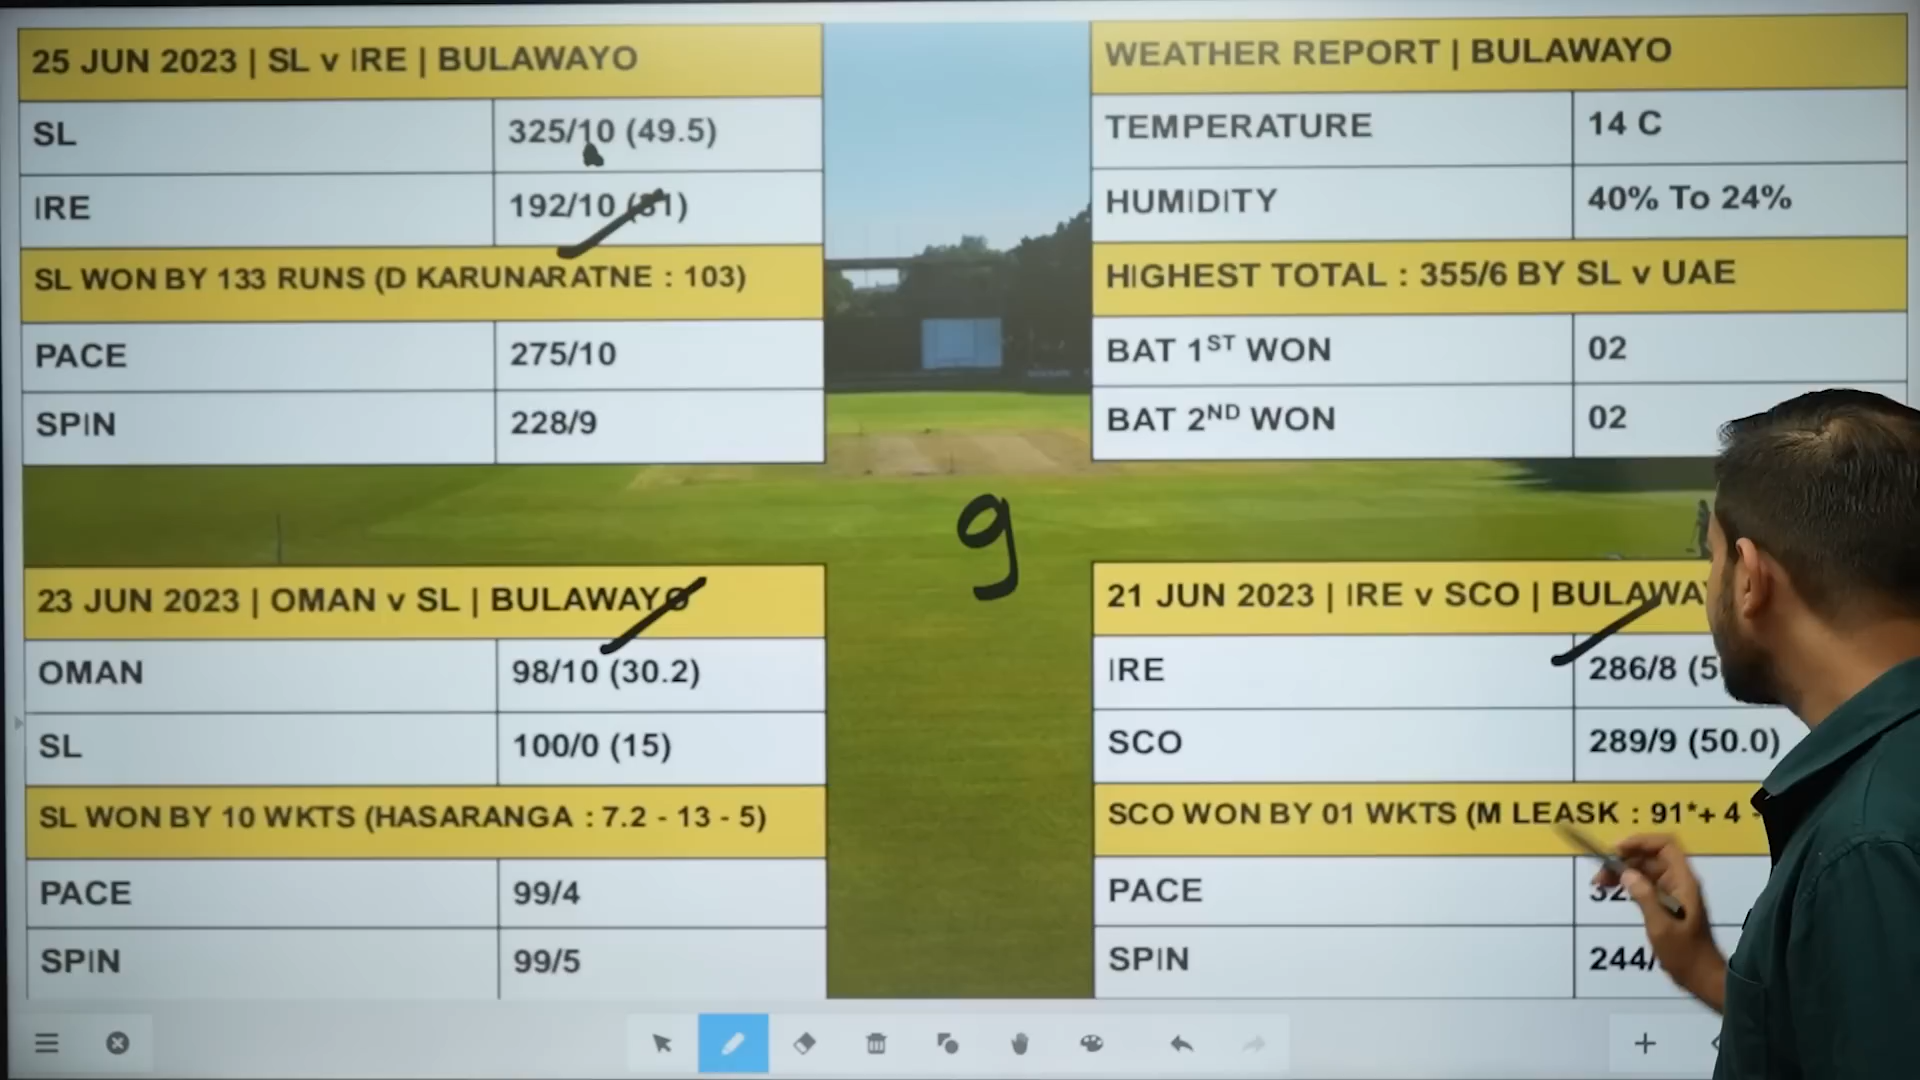 25 JUN 2023 | SL v IRE | BULAWAYO
SL 325/10 (49.5)
IRE 192/10 (31)
SL WON BY 133 RUNS (D KARUNARATNE : 103)
PACE 275/10
SPIN 228/9
WEATHER REPORT | BULAWAYO
TEMPERATURE 14 C
HUMIDITY 40% To 24%
HIGHEST TOTAL : 355/6 BY SL v UAE
BAT 1ST WON 02
BAT 2ND WON 02
9
23 JUN 2023 | OMAN v SL | BULAWAYO
OMAN 98/10 (30.2)
SL 100/0 (15)
SL WON BY 10 WKTS (HASARANGA : 7.2 - 13 - 5)
PACE 99/4
SPIN 99/5
21 JUN 2023 | IRE v SCO |
IRE 286/8
SCO 289/9 (50.0)
SCO WON BY 01 WKTS (M LEASK : 91*+ 4
PACE
SPIN 244/